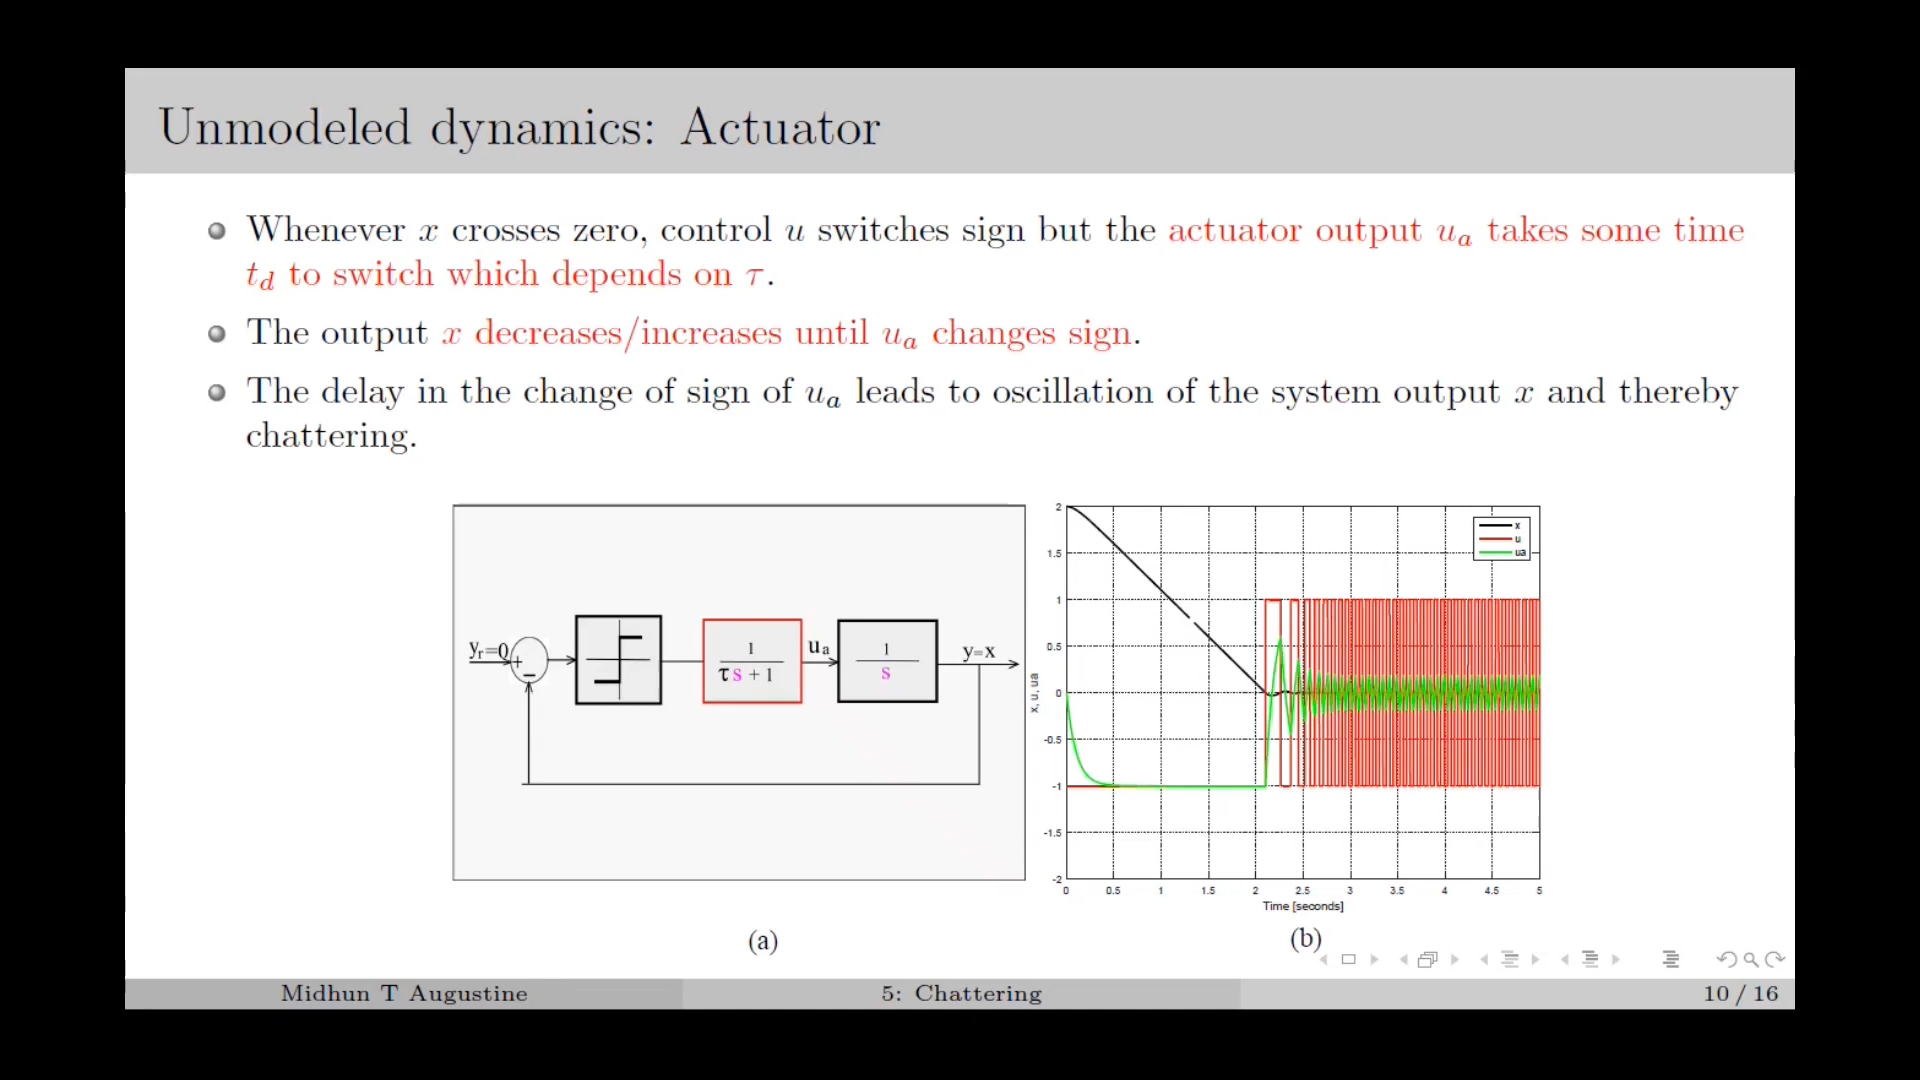 Unmodeled dynamics: Actuator
Whenever x crosses zero, control u switches sign but the actuator output uₐ takes some time
t_d to switch which depends on τ.
The output x decreases/increases until uₐ changes sign.
The delay in the change of sign of uₐ leads to oscillation of the system output x and thereby
chattering.
yᵣ=0
+
−
1
τs + 1
uₐ
1
s
y=x
(a)
x
u
ua
2
1.5
1
0.5
0
-0.5
-1
-1.5
-2
x, u, ua
0 0.5 1 1.5 2 2.5 3 3.5 4 4.5 5
Time [seconds]
(b)
Midhun T Augustine 5: Chattering 10 / 16